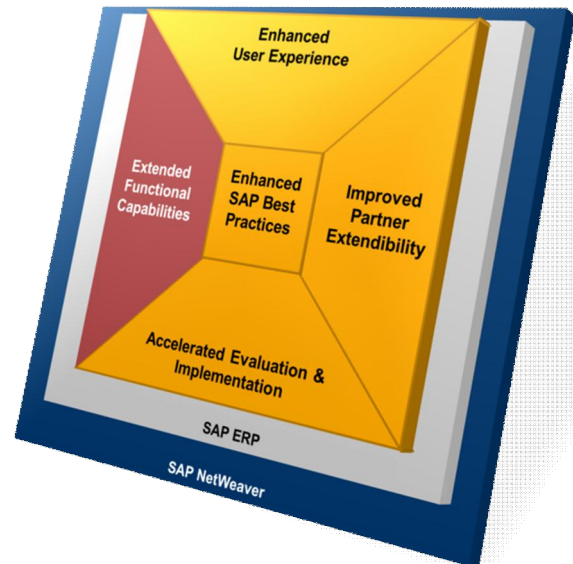 Enhanced
User Experience
Extended
Functional
Capabilities
Enhanced
SAP Best
Practices
Improved
Partner
Extendibility
Accelerated Evaluation &
Implementation
SAP ERP
SAP NetWeaver